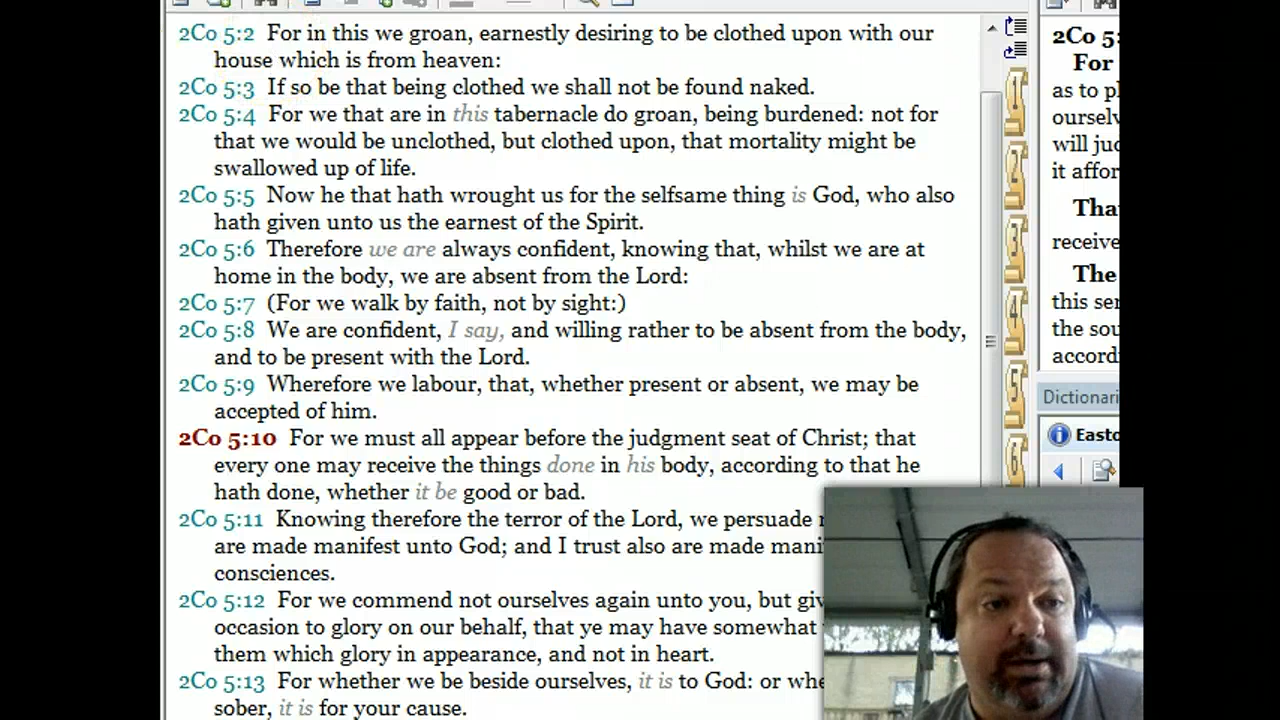 2Co 5:2 For in this we groan, earnestly desiring to be clothed upon with our
house which is from heaven:
2Co 5:3 If so be that being clothed we shall not be found naked.
2Co 5:4 For we that are in this tabernacle do groan, being burdened: not for
that we would be unclothed, but clothed upon, that mortality might be
swallowed up of life.
2Co 5:5 Now he that hath wrought us for the selfsame thing is God, who also
hath given unto us the earnest of the Spirit.
2Co 5:6 Therefore we are always confident, knowing that, whilst we are at
home in the body, we are absent from the Lord:
2Co 5:7 (For we walk by faith, not by sight:)
2Co 5:8 We are confident, I say, and willing rather to be absent from the body,
and to be present with the Lord.
2Co 5:9 Wherefore we labour, that, whether present or absent, we may be
accepted of him.
2Co 5:10 For we must all appear before the judgment seat of Christ; that
every one may receive the things done in his body, according to that he
hath done, whether it be good or bad.
2Co 5:11 Knowing therefore the terror of the Lord, we persuade
are made manifest unto God; and I trust also are made mani
consciences.
2Co 5:12 For we commend not ourselves again unto you, but giv
occasion to glory on our behalf, that ye may have somewhat
them which glory in appearance, and not in heart.
2Co 5:13 For whether we be beside ourselves, it is to God: or whe
sober, it is for your cause.
1
2
3
4
5
6
2Co 5:
For
as to pl
ourselv
will jud
it affor
Tha
receive
The
this ser
the sou
accordi
Dictionari
Easto